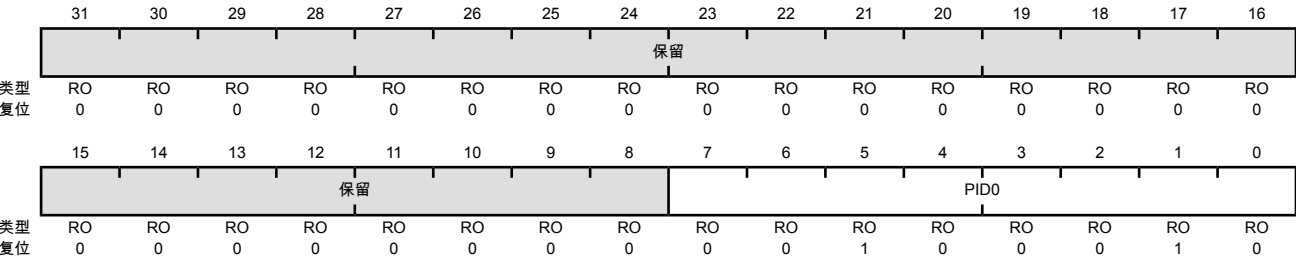 31 30 29 28 27 26 25 24 23 22 21 20 19 18 17 16
保留
类型 RO RO RO RO RO RO RO RO RO RO RO RO RO RO RO RO
复位 0 0 0 0 0 0 0 0 0 0 0 0 0 0 0 0
15 14 13 12 11 10 9 8 7 6 5 4 3 2 1 0
保留 PID0
类型 RO RO RO RO RO RO RO RO RO RO RO RO RO RO RO RO
复位 0 0 0 0 0 0 0 0 0 0 1 0 0 0 1 0